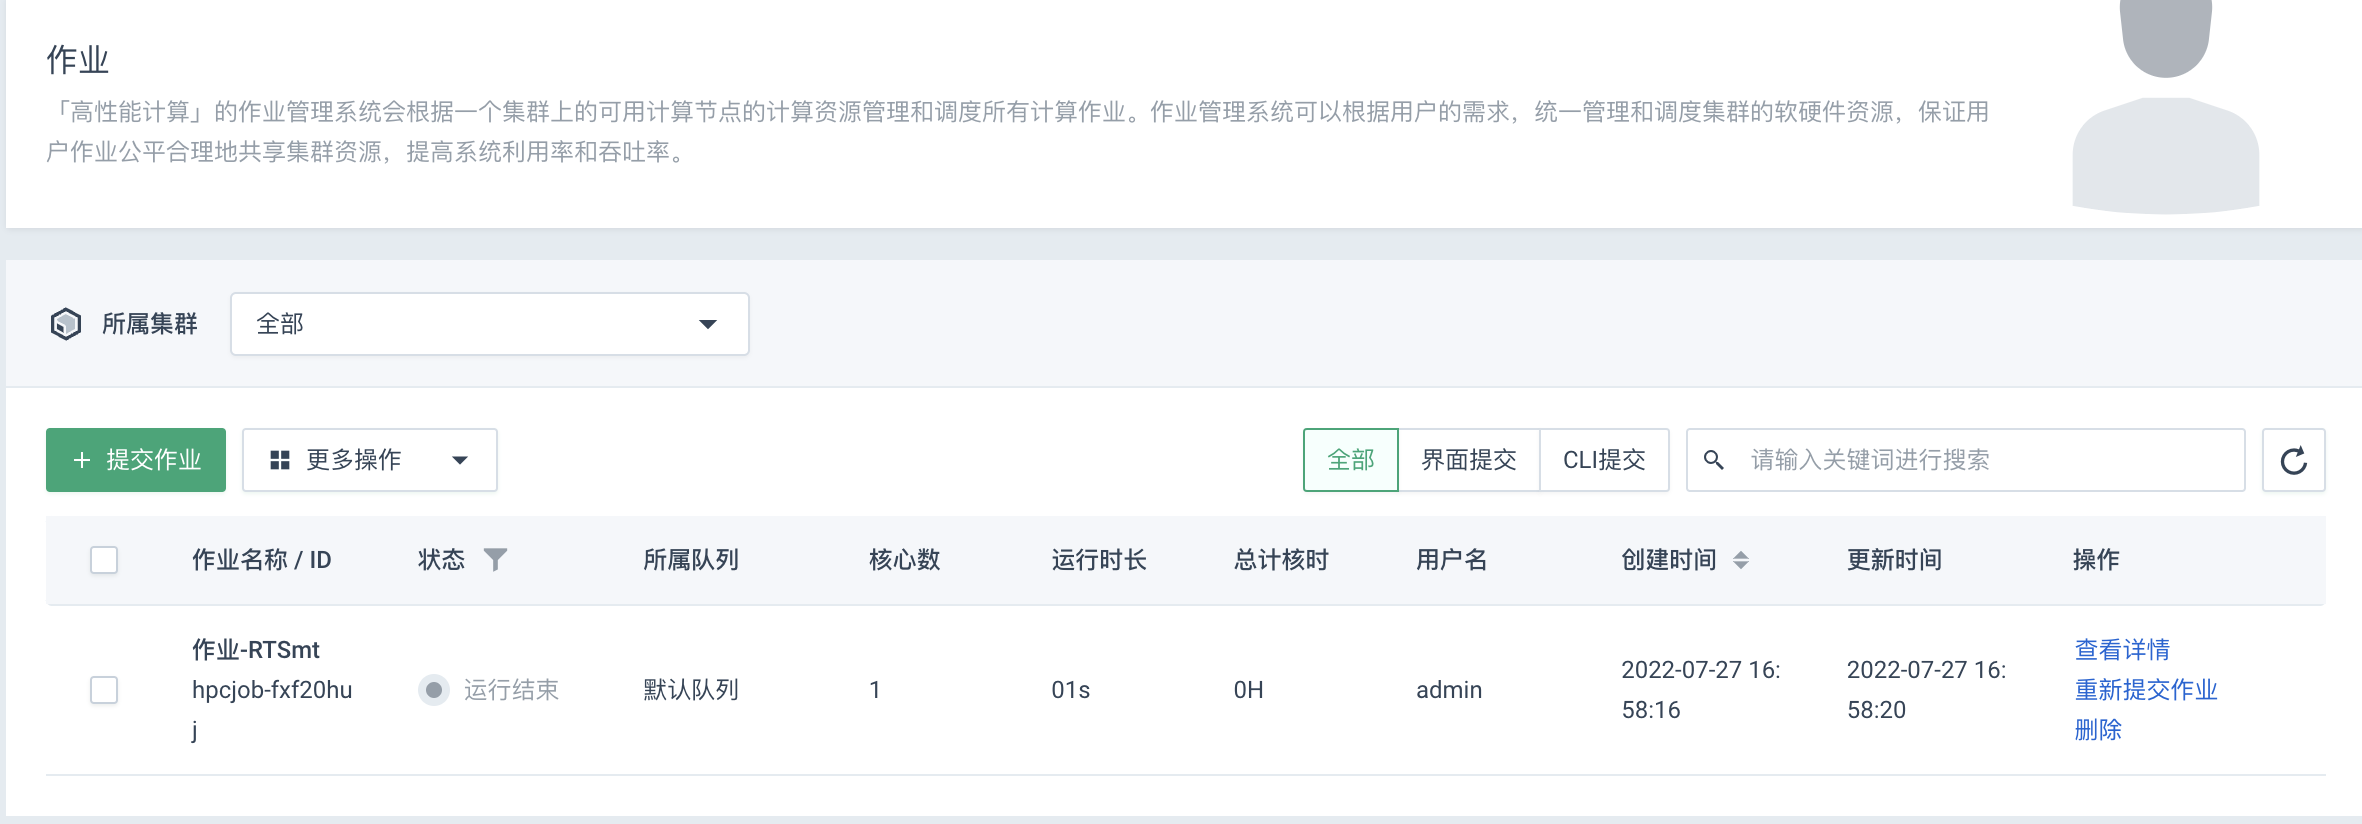 作业
「高性能计算」的作业管理系统会根据一个集群上的可用计算节点的计算资源管理和调度所有计算作业。作业管理系统可以根据用户的需求，统一管理和调度集群的软硬件资源，保证用
户作业公平合理地共享集群资源，提高系统利用率和吞吐率。
所属集群 全部
+ 提交作业 更多操作 全部 界面提交 CLI提交 请输入关键词进行搜索
作业名称 / ID 状态 所属队列 核心数 运行时长 总计核时 用户名 创建时间 更新时间 操作
作业-RTSmt
hpcjob-fxf20hu
j
运行结束 默认队列 1 01s 0H admin
2022-07-27 16:
58:16
2022-07-27 16:
58:20
查看详情
重新提交作业
删除